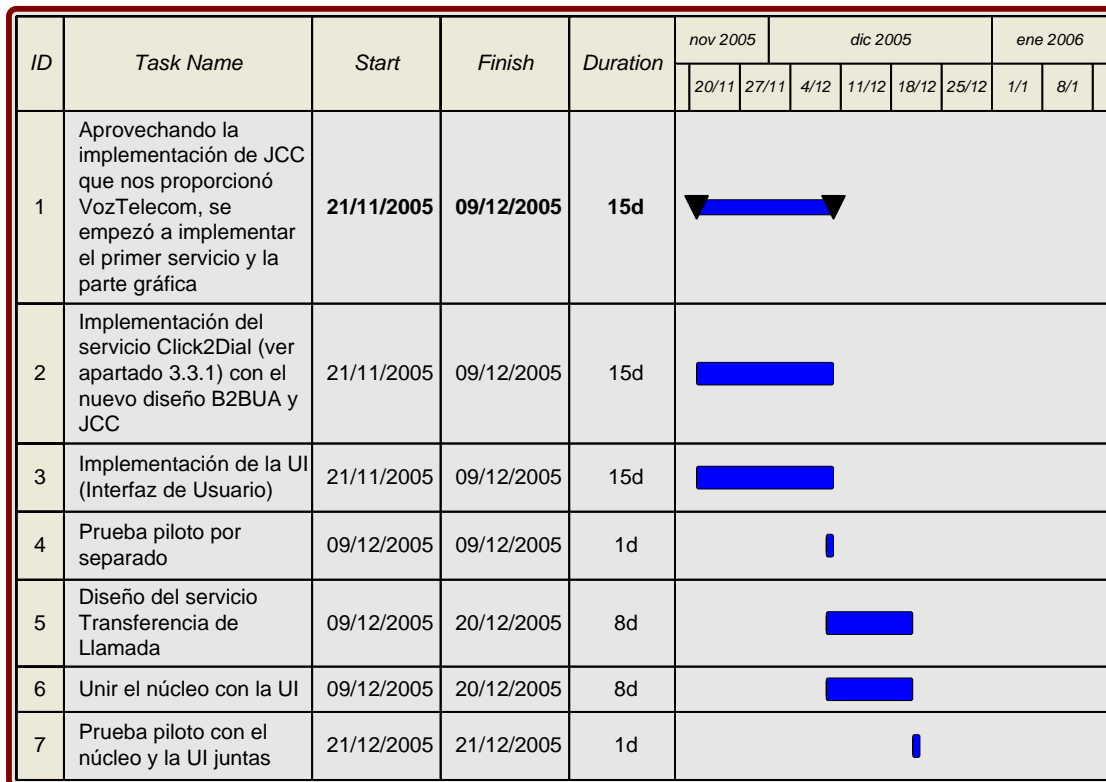 ID Task Name Start Finish Duration nov 2005 dic 2005 ene 2006
20/11 27/11 4/12 11/12 18/12 25/12 1/1 8/1
1 Aprovechando la
implementación de JCC
que nos proporcionó
VozTelecom, se
empezó a implementar
el primer servicio y la
parte gráfica
21/11/2005 09/12/2005 15d
2 Implementación del
servicio Click2Dial (ver
apartado 3.3.1) con el
nuevo diseño B2BUA y
JCC
21/11/2005 09/12/2005 15d
3 Implementación de la UI
(Interfaz de Usuario)
21/11/2005 09/12/2005 15d
4 Prueba piloto por
separado
09/12/2005 09/12/2005 1d
5 Diseño del servicio
Transferencia de
Llamada
09/12/2005 20/12/2005 8d
6 Unir el núcleo con la UI 09/12/2005 20/12/2005 8d
7 Prueba piloto con el
núcleo y la UI juntas
21/12/2005 21/12/2005 1d